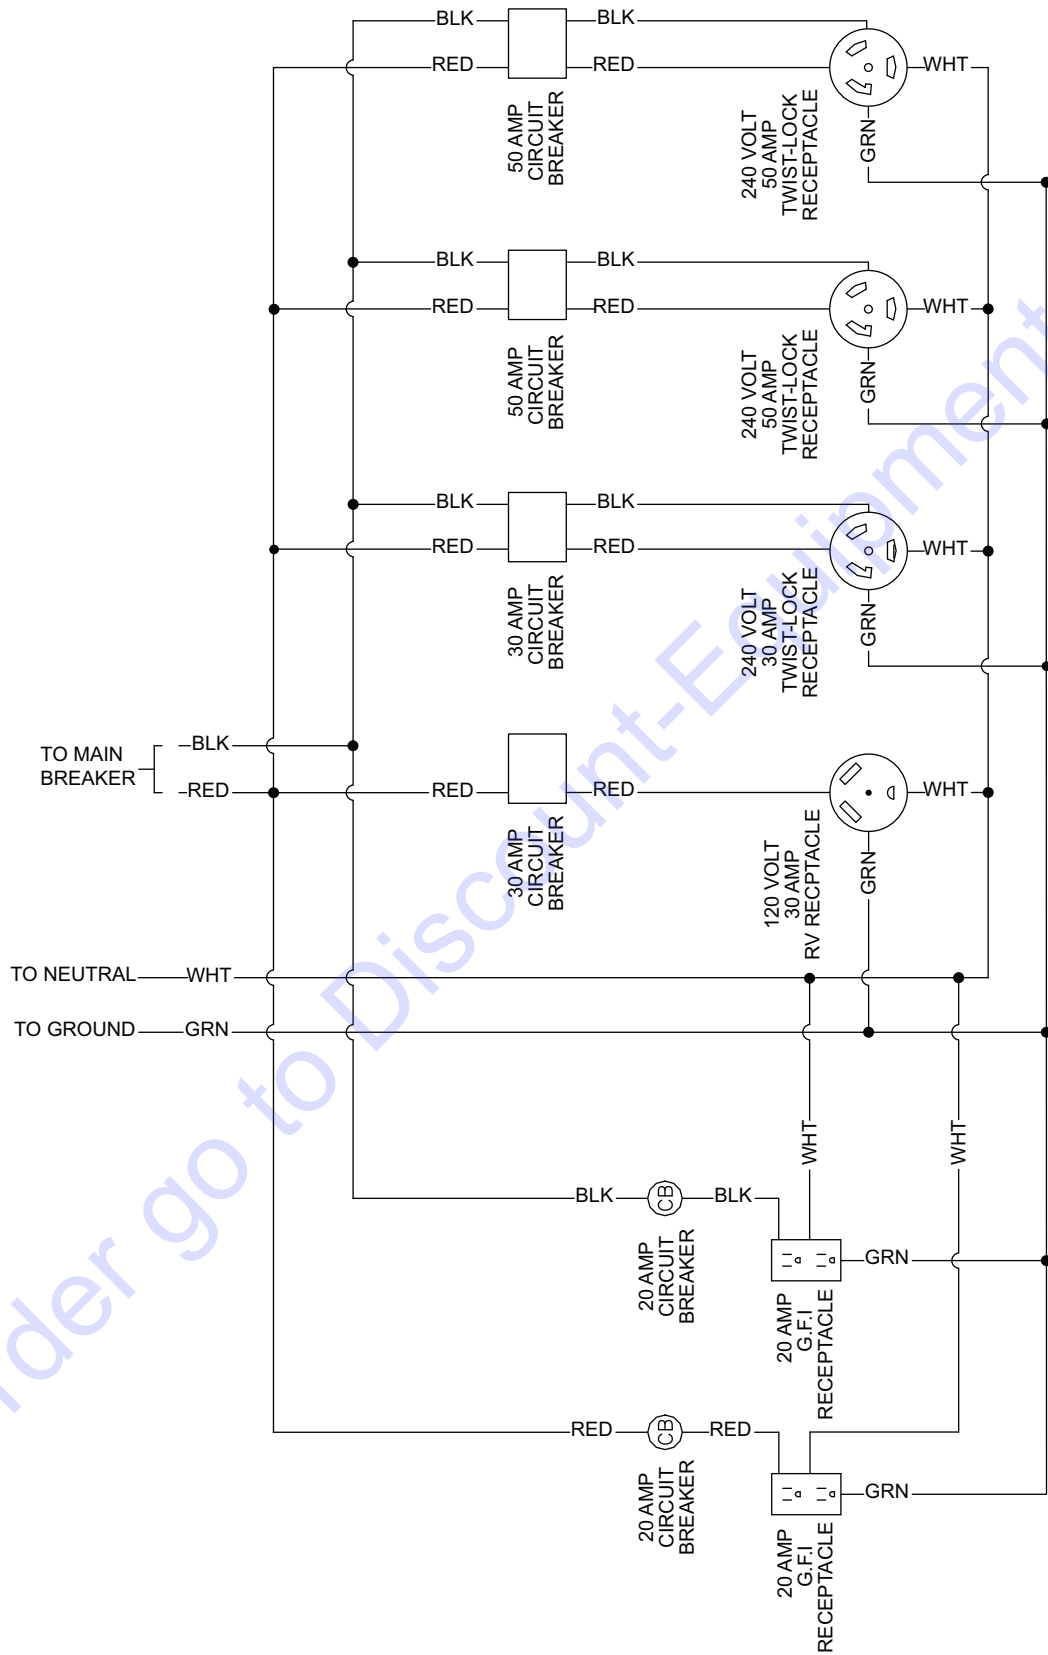 BLK
BLK
RED
RED
WHT
50 AMP
CIRCUIT
BREAKER
240 VOLT
50 AMP
TWIST-LOCK
RECEPTACLE
GRN
BLK
BLK
RED
RED
WHT
50 AMP
CIRCUIT
BREAKER
240 VOLT
50 AMP
TWIST-LOCK
RECEPTACLE
GRN
BLK
BLK
RED
RED
WHT
30 AMP
CIRCUIT
BREAKER
240 VOLT
30 AMP
TWIST-LOCK
RECEPTACLE
GRN
TO MAIN
BREAKER
BLK
RED
RED
RED
WHT
30 AMP
CIRCUIT
BREAKER
120 VOLT
30 AMP
RV RECPTACLE
GRN
TO NEUTRAL
WHT
TO GROUND
GRN
WHT
WHT
BLK
CB
BLK
20 AMP
CIRCUIT
BREAKER
GRN
20 AMP
G.F.I
RECEPTACLE
RED
CB
RED
20 AMP
CIRCUIT
BREAKER
GRN
20 AMP
G.F.I
RECEPTACLE
go to Discount-Equipment